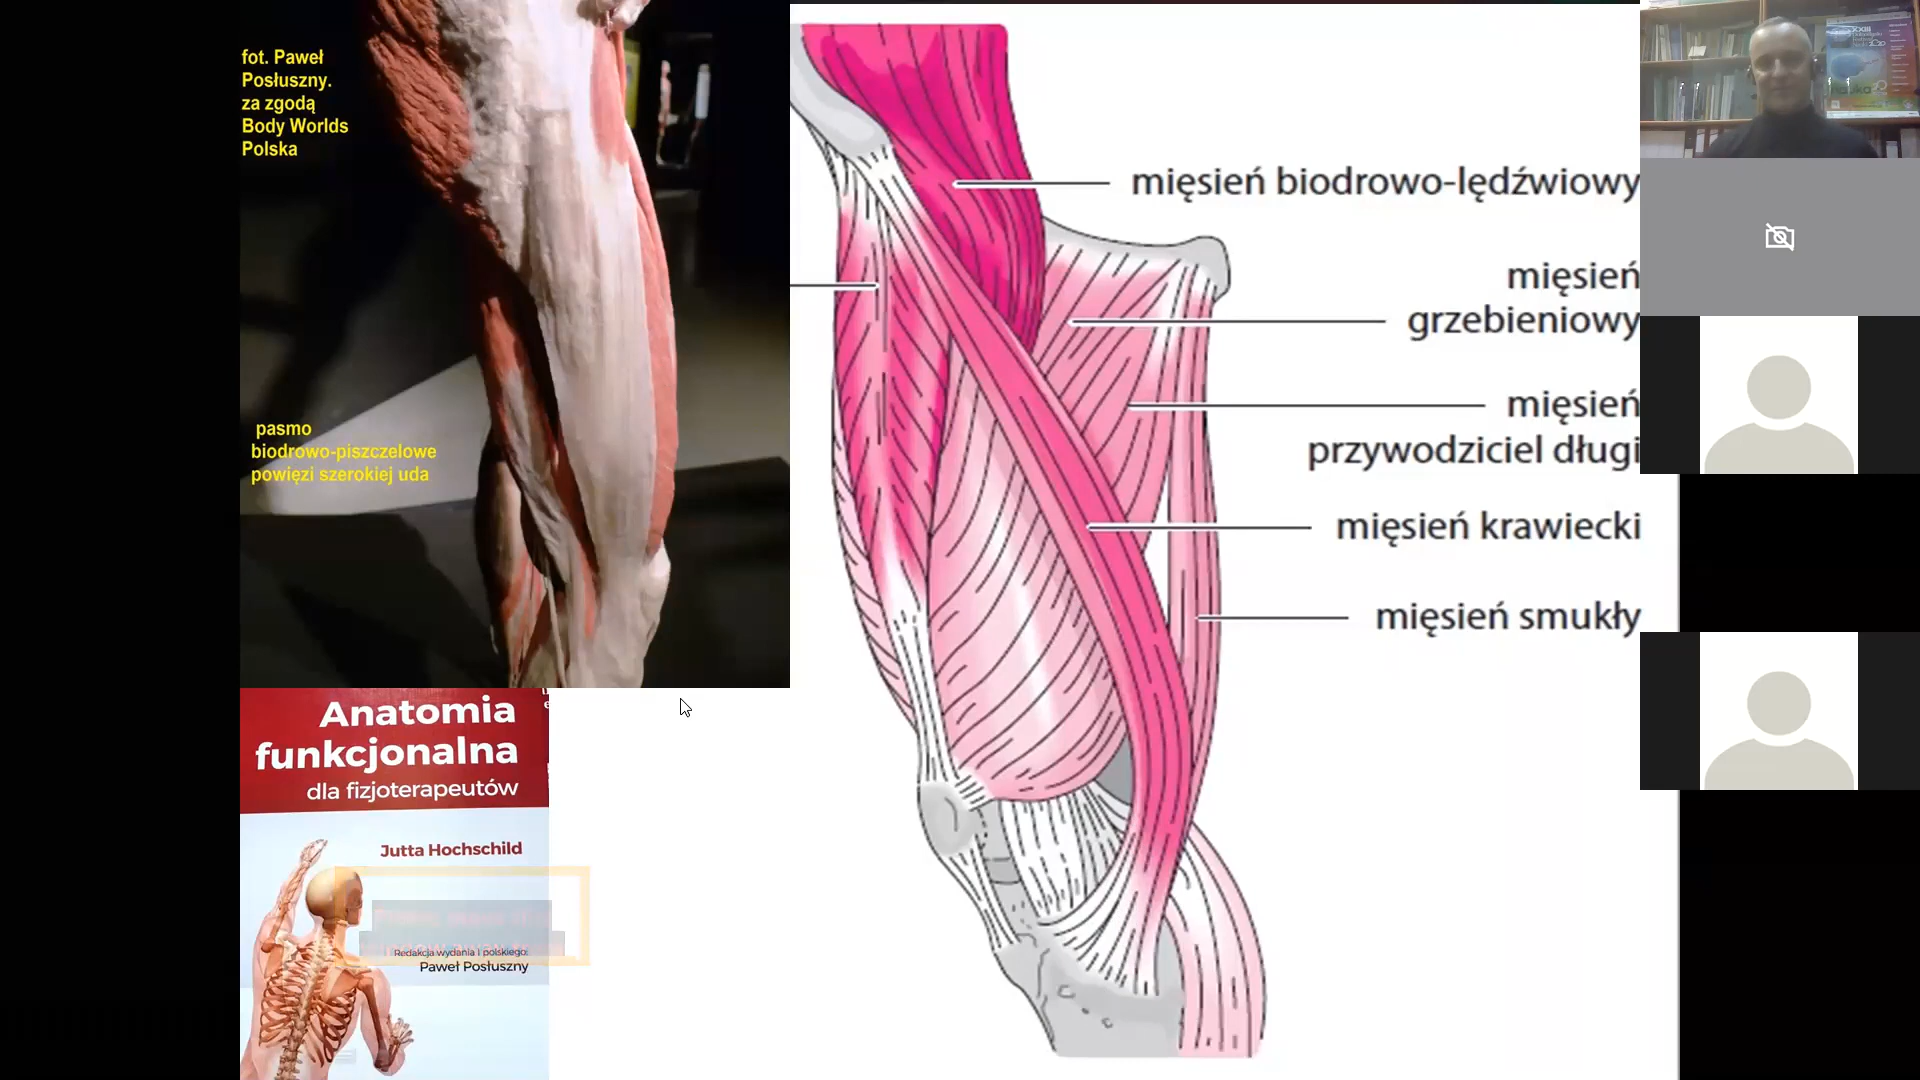 fot. Paweł
Posłuszny.
za zgodą
Body Worlds
Polska
pasmo
biodrowo-piszczelowe
powięzi szerokiej uda
mięsień biodrowo-lędźwiowy
mięsień
grzebieniowy
mięsień
przywodziciel długi
mięsień krawiecki
mięsień smukły
Anatomia
funkcjonalna
dla fizjoterapeutów
Jutta Hochschild
Redakcja wydania I polskiego:
Paweł Posłuszny